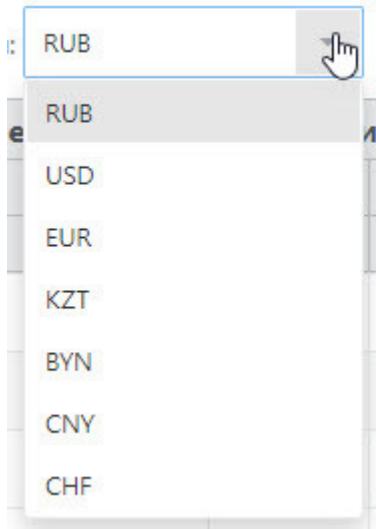 : RUB
RUB
е
и
USD
EUR
KZT
BYN
CNY
CHF